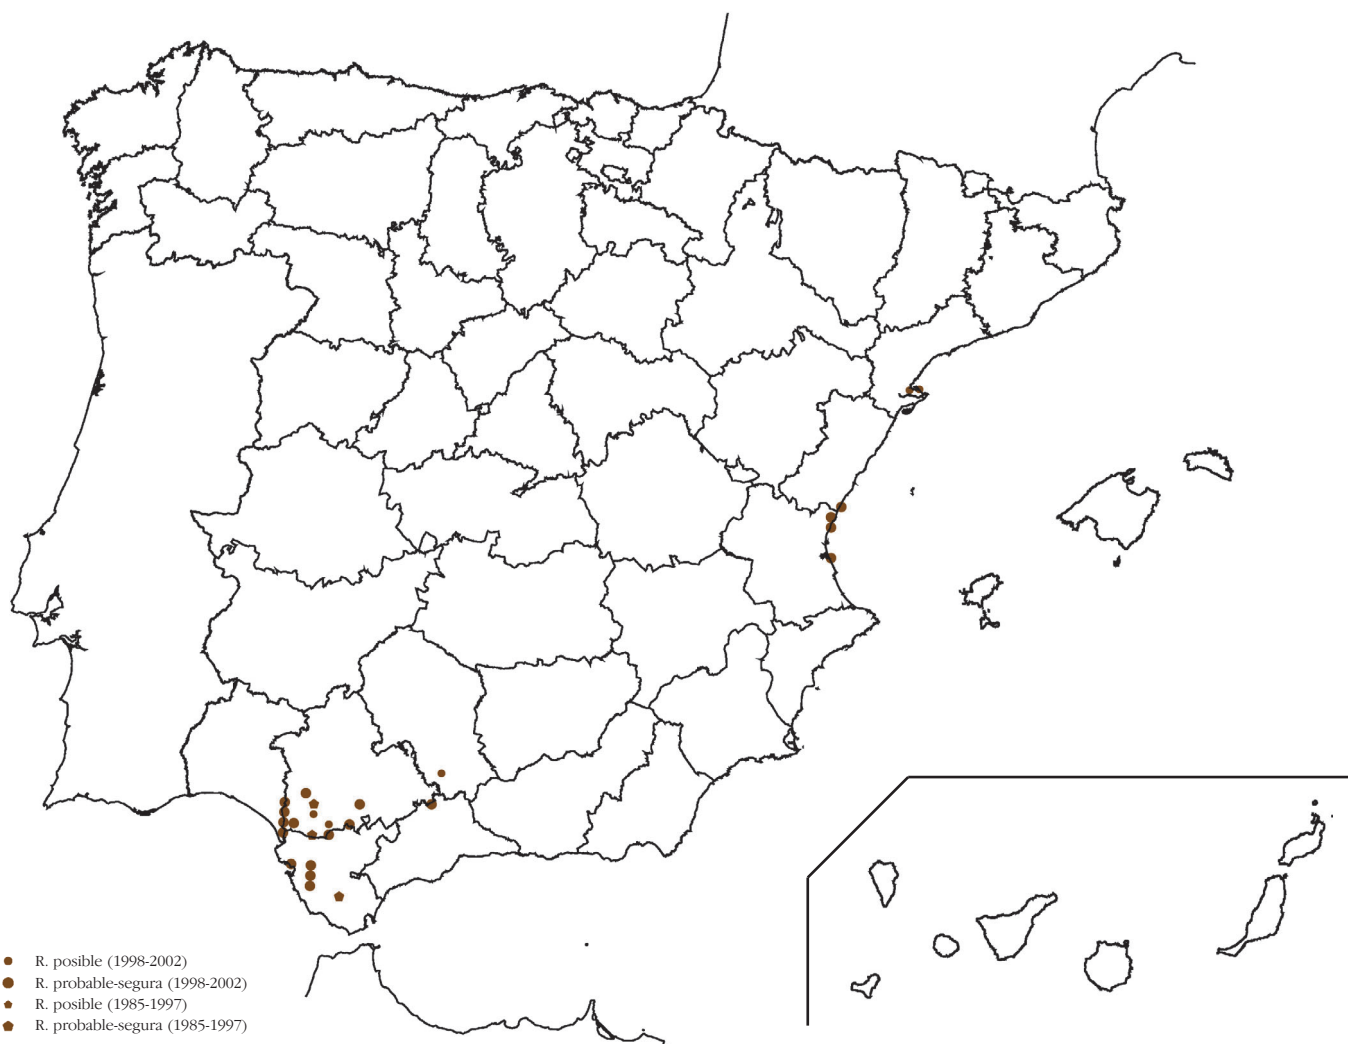 R. posible (1998-2002)
R. probable-segura (1998-2002)
R. posible (1985-1997)
R. probable-segura (1985-1997)